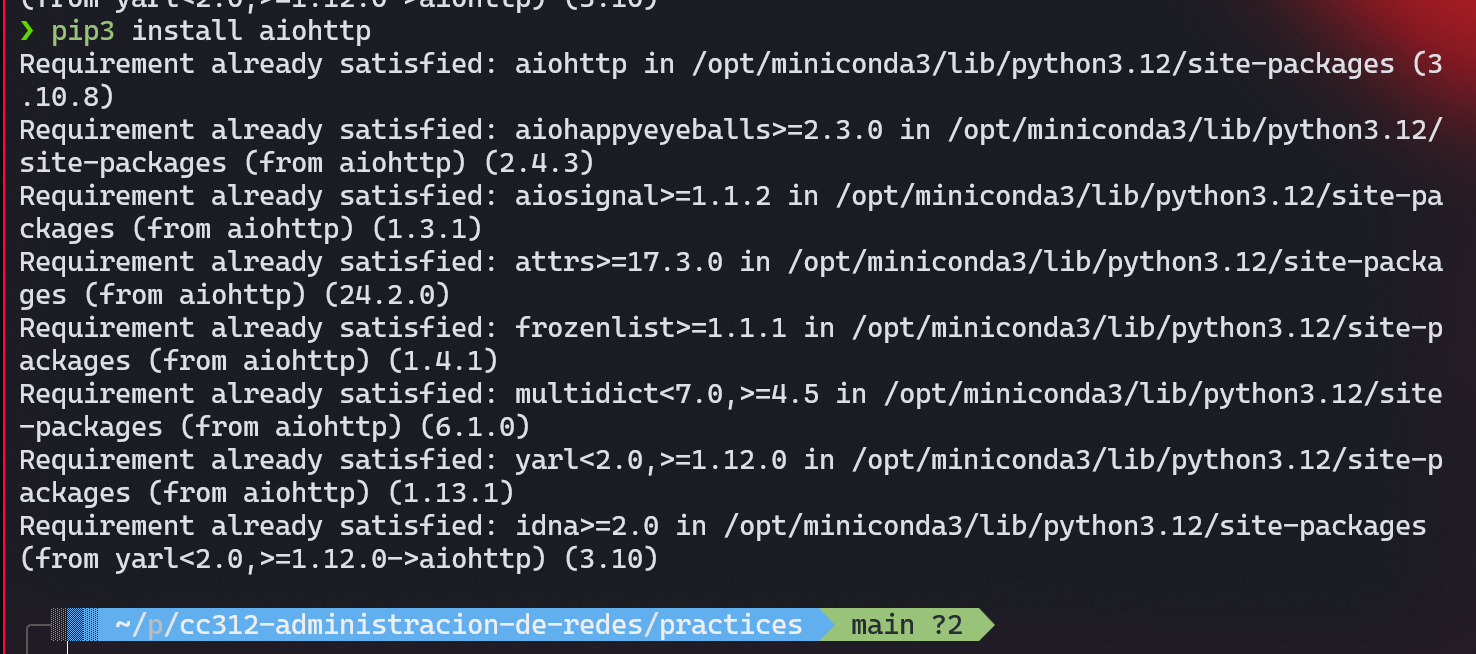 (from yarl<2.0,>=1.12.0->aiohttp) (3.10)
❯ pip3 install aiohttp
Requirement already satisfied: aiohttp in /opt/miniconda3/lib/python3.12/site-packages (3
.10.8)
Requirement already satisfied: aiohappyeyeballs>=2.3.0 in /opt/miniconda3/lib/python3.12/
site-packages (from aiohttp) (2.4.3)
Requirement already satisfied: aiosignal>=1.1.2 in /opt/miniconda3/lib/python3.12/site-pa
ckages (from aiohttp) (1.3.1)
Requirement already satisfied: attrs>=17.3.0 in /opt/miniconda3/lib/python3.12/site-packa
ges (from aiohttp) (24.2.0)
Requirement already satisfied: frozenlist>=1.1.1 in /opt/miniconda3/lib/python3.12/site-p
ackages (from aiohttp) (1.4.1)
Requirement already satisfied: multidict<7.0,>=4.5 in /opt/miniconda3/lib/python3.12/site
-packages (from aiohttp) (6.1.0)
Requirement already satisfied: yarl<2.0,>=1.12.0 in /opt/miniconda3/lib/python3.12/site-p
ackages (from aiohttp) (1.13.1)
Requirement already satisfied: idna>=2.0 in /opt/miniconda3/lib/python3.12/site-packages
(from yarl<2.0,>=1.12.0->aiohttp) (3.10)
~/p/cc312-administracion-de-redes/practices main ?2